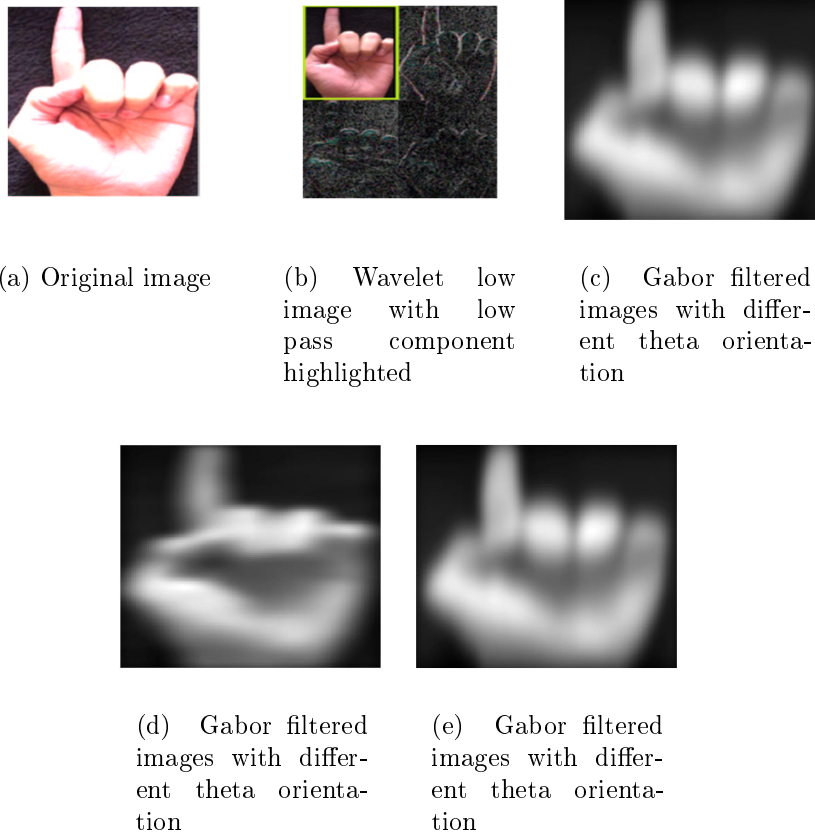 (a) Original image
(b) Wavelet low
image with low
pass component
highlighted
(c) Gabor filtered
images with differ-
ent theta orienta-
tion
(d) Gabor filtered
images with differ-
ent theta orienta-
tion
(e) Gabor filtered
images with differ-
ent theta orienta-
tion